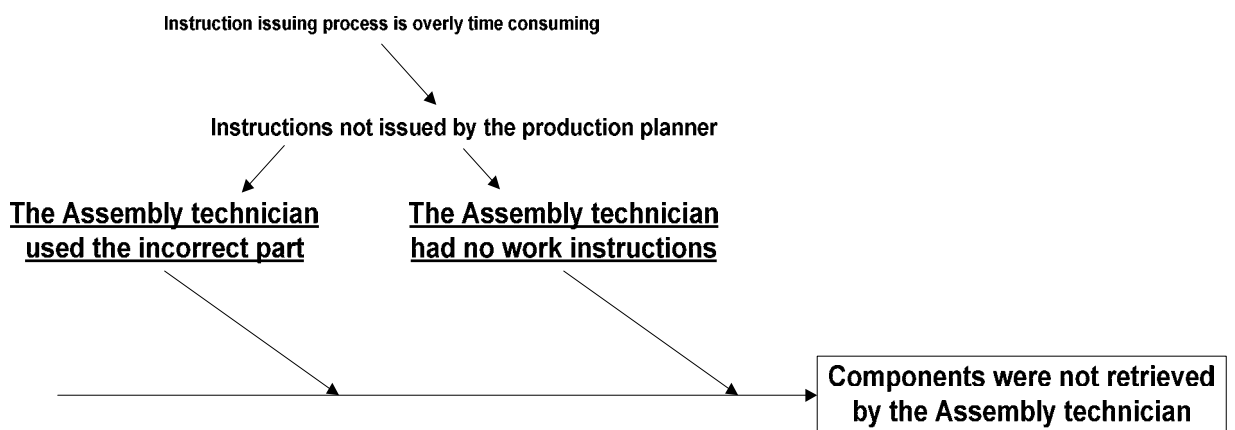 Instruction issuing process is overly time consuming
Instructions not issued by the production planner
The Assembly technician
used the incorrect part
The Assembly technician
had no work instructions
Components were not retrieved
by the Assembly technician